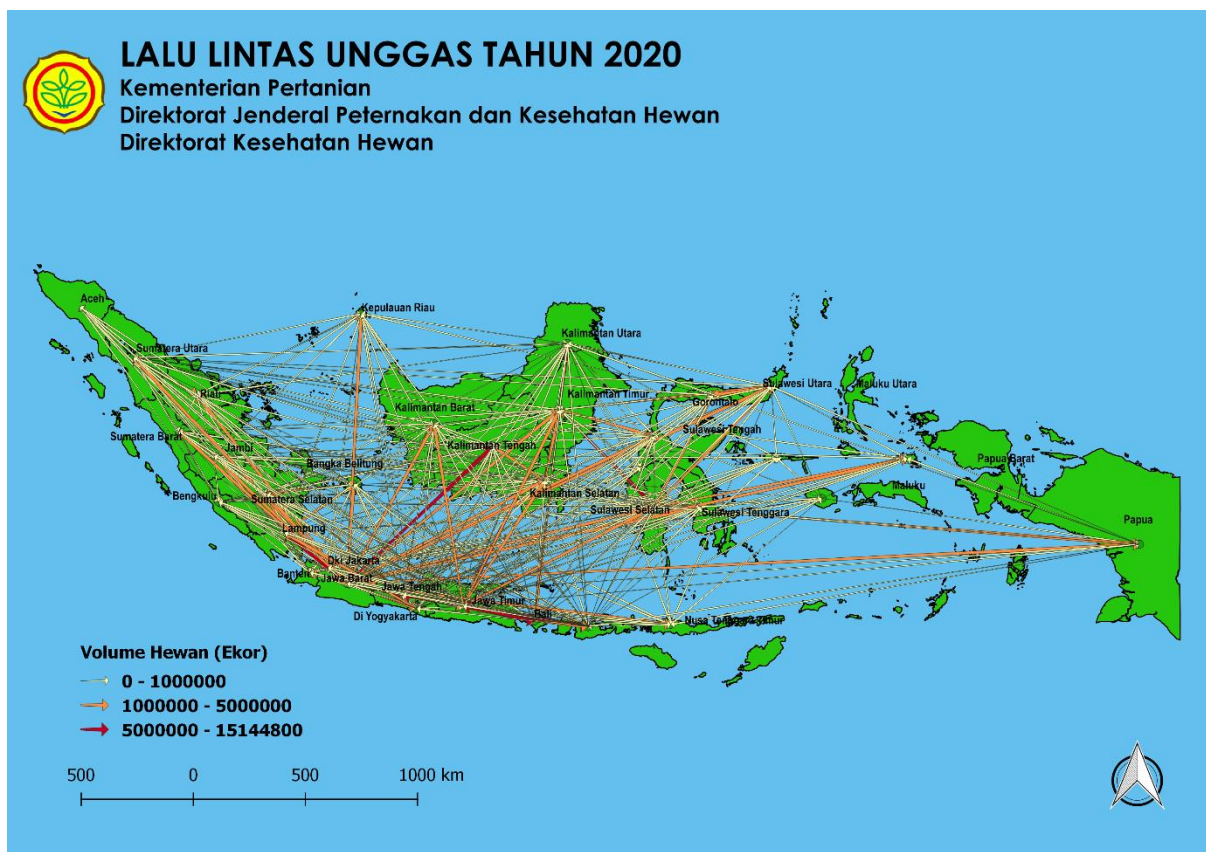 LALU LINTAS UNGGAS TAHUN 2020
Kementerian Pertanian
Direktorat Jenderal Peternakan dan Kesehatan Hewan
Direktorat Kesehatan Hewan
Aceh
Kepulauan Riau
Kalimantan Utara
Sumatera Utara
Sulawesi Utara
Maluku Utara
Riau
Kalimantan Timur
Gorontalo
Kalimantan Barat
Sulawesi Tengah
Sumatera Barat
Jambi
Kalimantan Tengah
Papua Barat
Bangka Belitung
Maluku
Bengkulu
Sumatera Selatan
Kalimantan Selatan
Sulawesi Selatan
Sulawesi Tenggara
Papua
Lampung
Dki Jakarta
Banten
Jawa Barat
Jawa Tengah
Jawa Timur
Di Yogyakarta
Bali
Nusa Tenggara Timur
Volume Hewan (Ekor)
0 - 1000000
1000000 - 5000000
5000000 - 15144800
500 0 500 1000 km